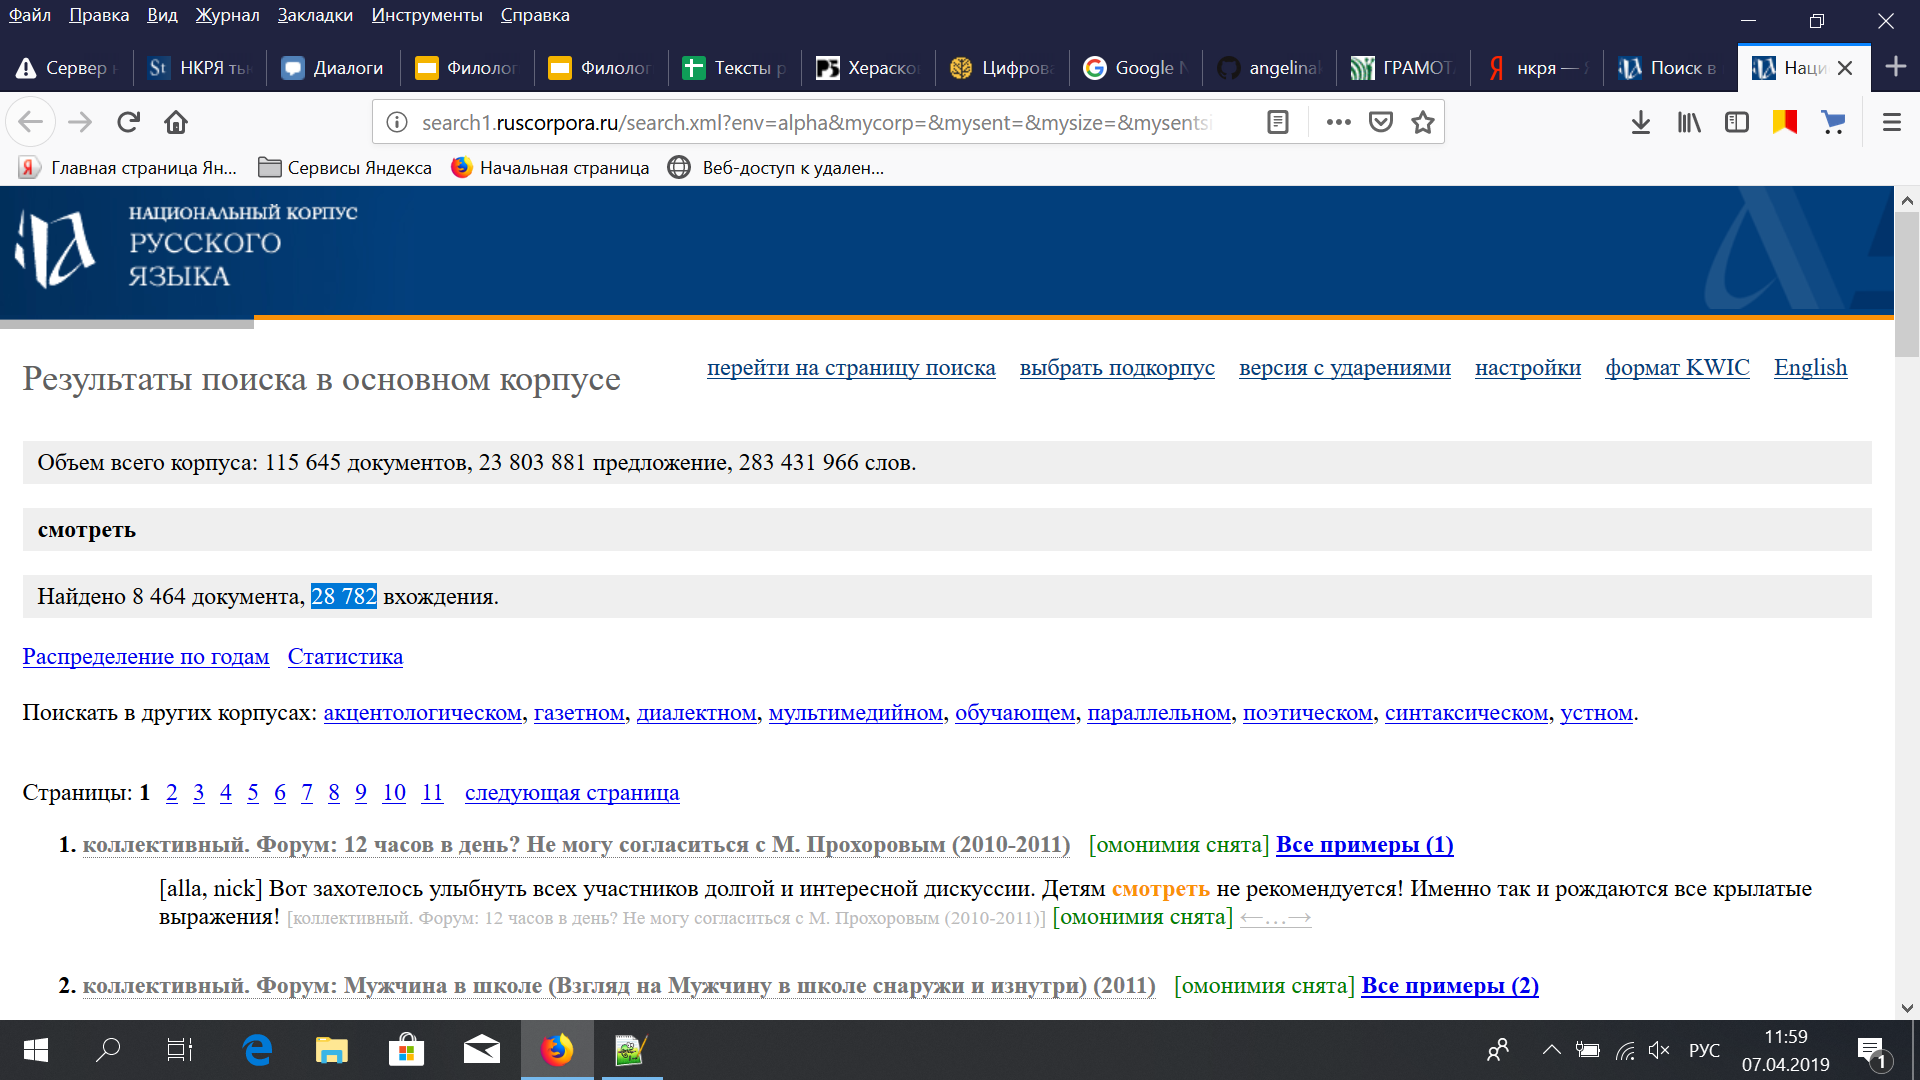 Файл Правка Вид Журнал Закладки Инструменты Справка
Сервер St НКРЯ Диалоги Филолог Филолог Тексты Цифрова Google ГРАМОТ нкря — Поиск в Наци
search1.ruscorpora.ru/search.xml?env=alpha&mycorp=&mysent=&mysize=&mysentsi
Главная страница Ян... Сервисы Яндекса Начальная страница Веб-доступ к удален...
НАЦИОНАЛЬНЫЙ КОРПУС
РУССКОГО
ЯЗЫКА
Результаты поиска в основном корпусе перейти на страницу поиска выбрать подкорпус версия с ударениями настройки формат KWIC English
Объем всего корпуса: 115 645 документов, 23 803 881 предложение, 283 431 966 слов.
смотреть
Найдено 8 464 документа, 28 782 вхождения.
Распределение по годам Статистика
Поискать в других корпусах: акцентологическом, газетном, диалектном, мультимедийном, обучающем, параллельном, поэтическом, синтаксическом, устном.
Страницы: 1 2 3 4 5 6 7 8 9 10 11 следующая страница
1. коллективный. Форум: 12 часов в день? Не могу согласиться с М. Прохоровым (2010-2011) [омонимия снята] Все примеры (1)
[alla, nick] Вот захотелось улыбнуть всех участников долгой и интересной дискуссии. Детям смотреть не рекомендуется! Именно так и рождаются все крылатые
выражения! [коллективный. Форум: 12 часов в день? Не могу согласиться с М. Прохоровым (2010-2011)] [омонимия снята] ←…→
2. коллективный. Форум: Мужчина в школе (Взгляд на Мужчину в школе снаружи и изнутри) (2011) [омонимия снята] Все примеры (2)
РУС 11:59
07.04.2019 1